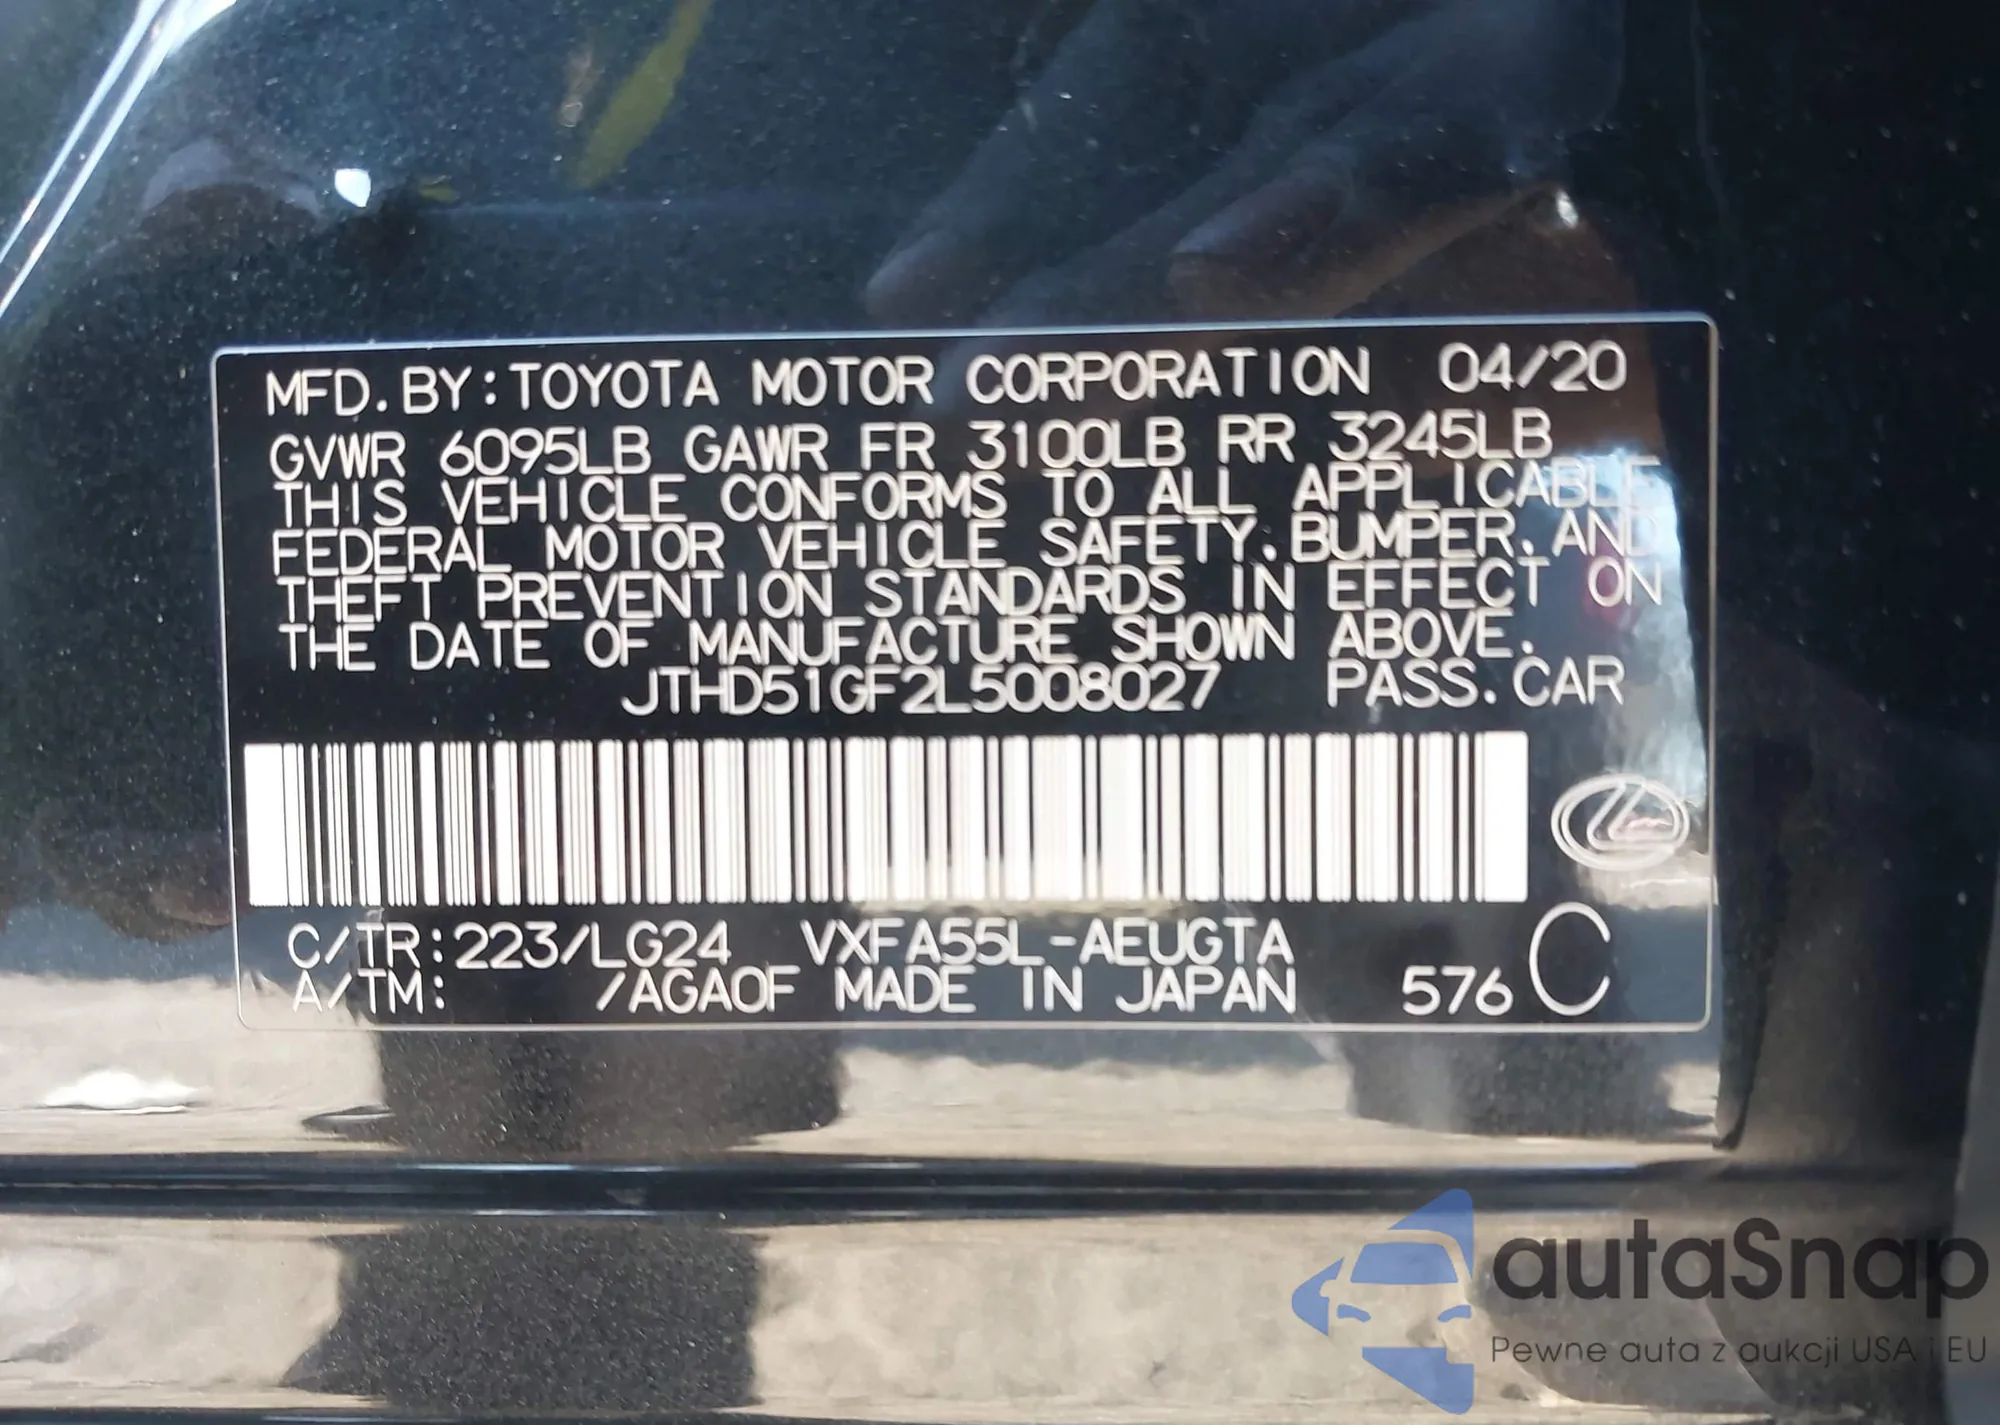 MFD. BY: TOYOTA MOTOR CORPORATION 04/20
GVWR 6095LB GAWR FR 3100LB RR 3245LB
THIS VEHICLE CONFORMS TO ALL APPLICABLE
FEDERAL MOTOR VEHICLE SAFETY, BUMPER, AND
THEFT PREVENTION STANDARDS IN EFFECT ON
THE DATE OF MANUFACTURE SHOWN ABOVE.
JTHD51GF2L5008027 PASS. CAR
C/TR: 223/LG24 VXFA55L-AEUGTA
A/TM: /AGA0F MADE IN JAPAN 576 C
autaSnap
Pewne auta z aukcji USA i EU